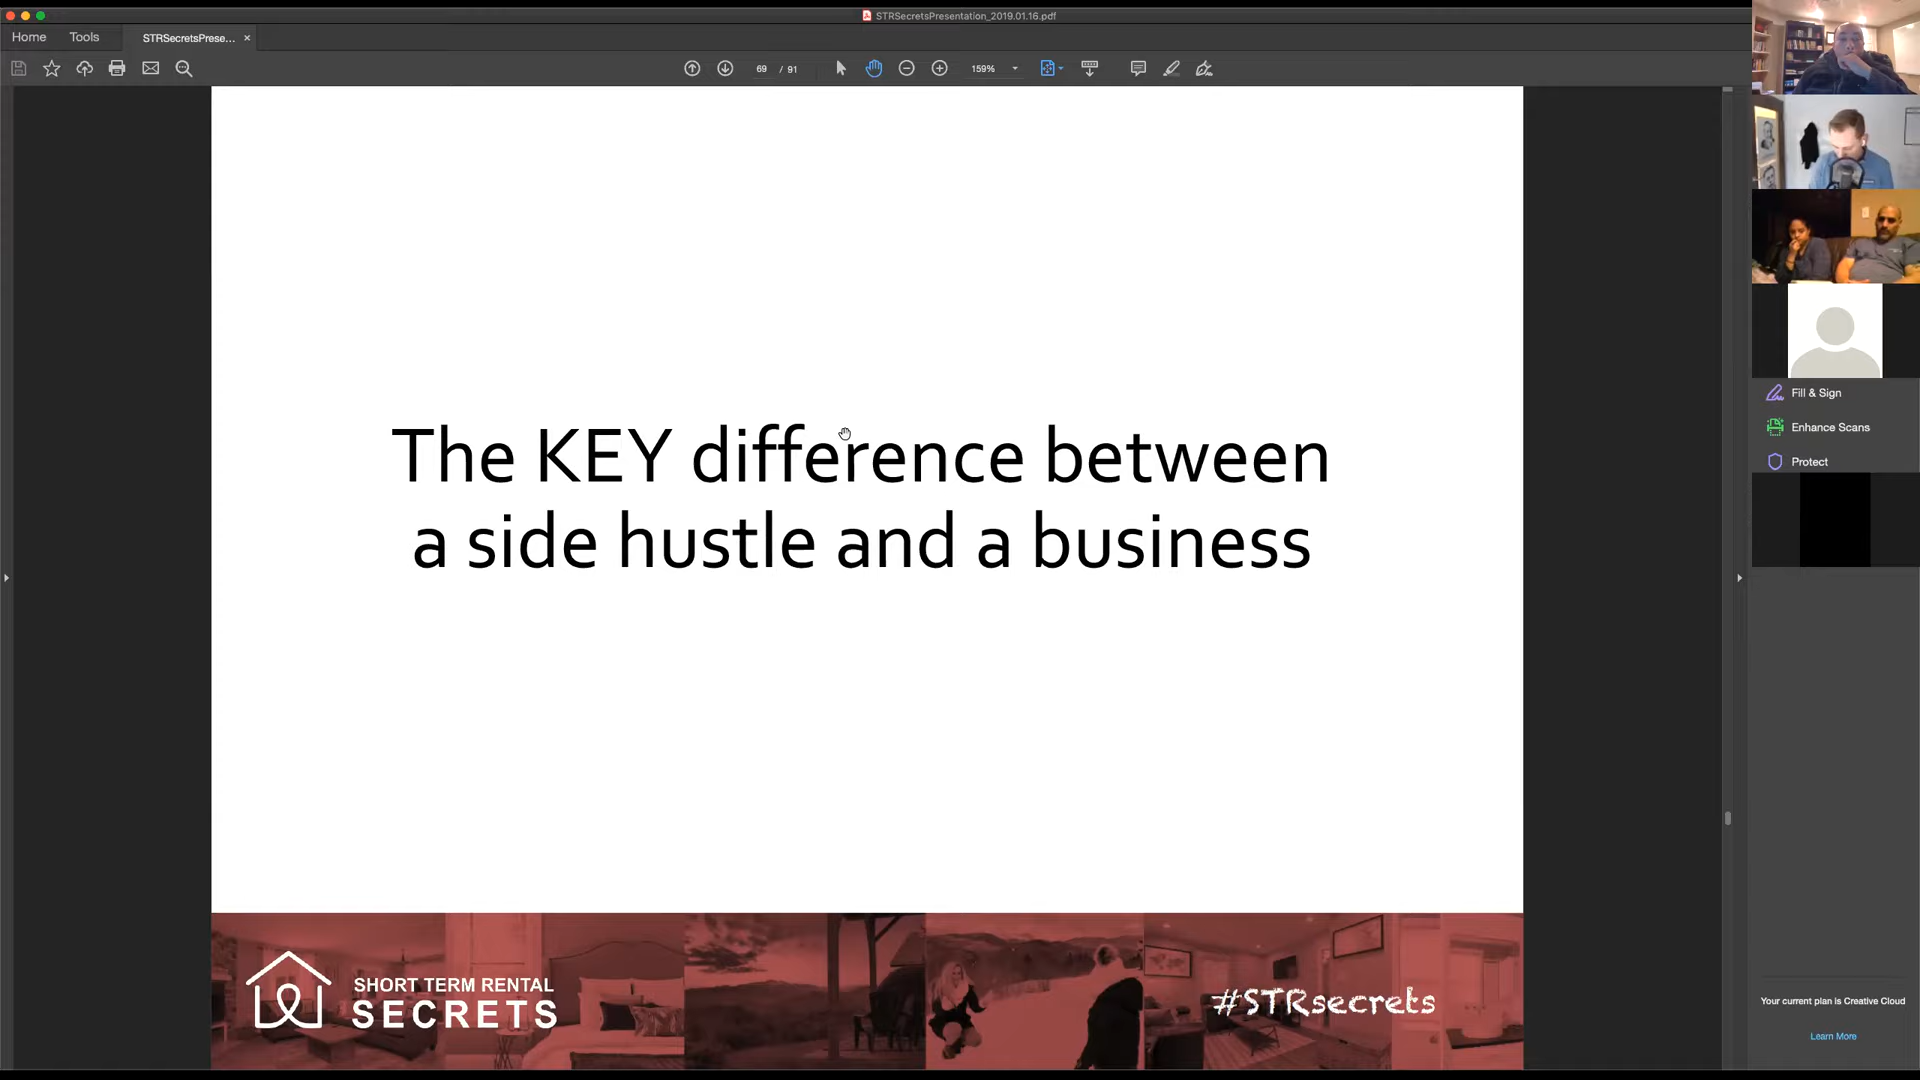 STRSecretsPresentation_2019.01.16.pdf
Home
Tools
STRSecretsPrese...
69 / 91
159%
The KEY difference between
a side hustle and a business
SHORT TERM RENTAL
SECRETS
#STRsecrets
Fill & Sign
Enhance Scans
Protect
Your current plan is Creative Cloud
Learn More